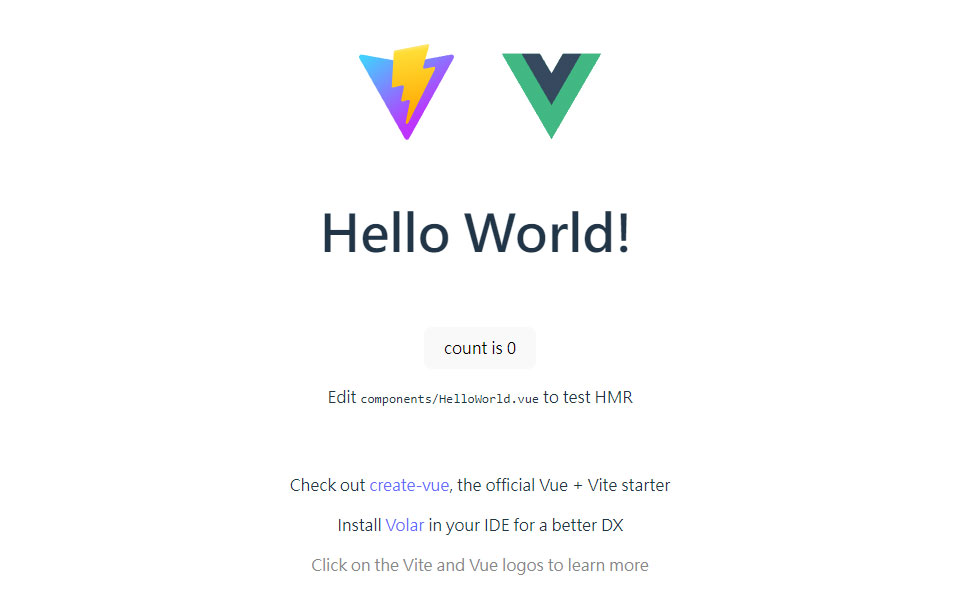 Hello World!
count is 0
Edit components/HelloWorld.vue to test HMR
Check out create-vue, the official Vue + Vite starter
Install Volar in your IDE for a better DX
Click on the Vite and Vue logos to learn more